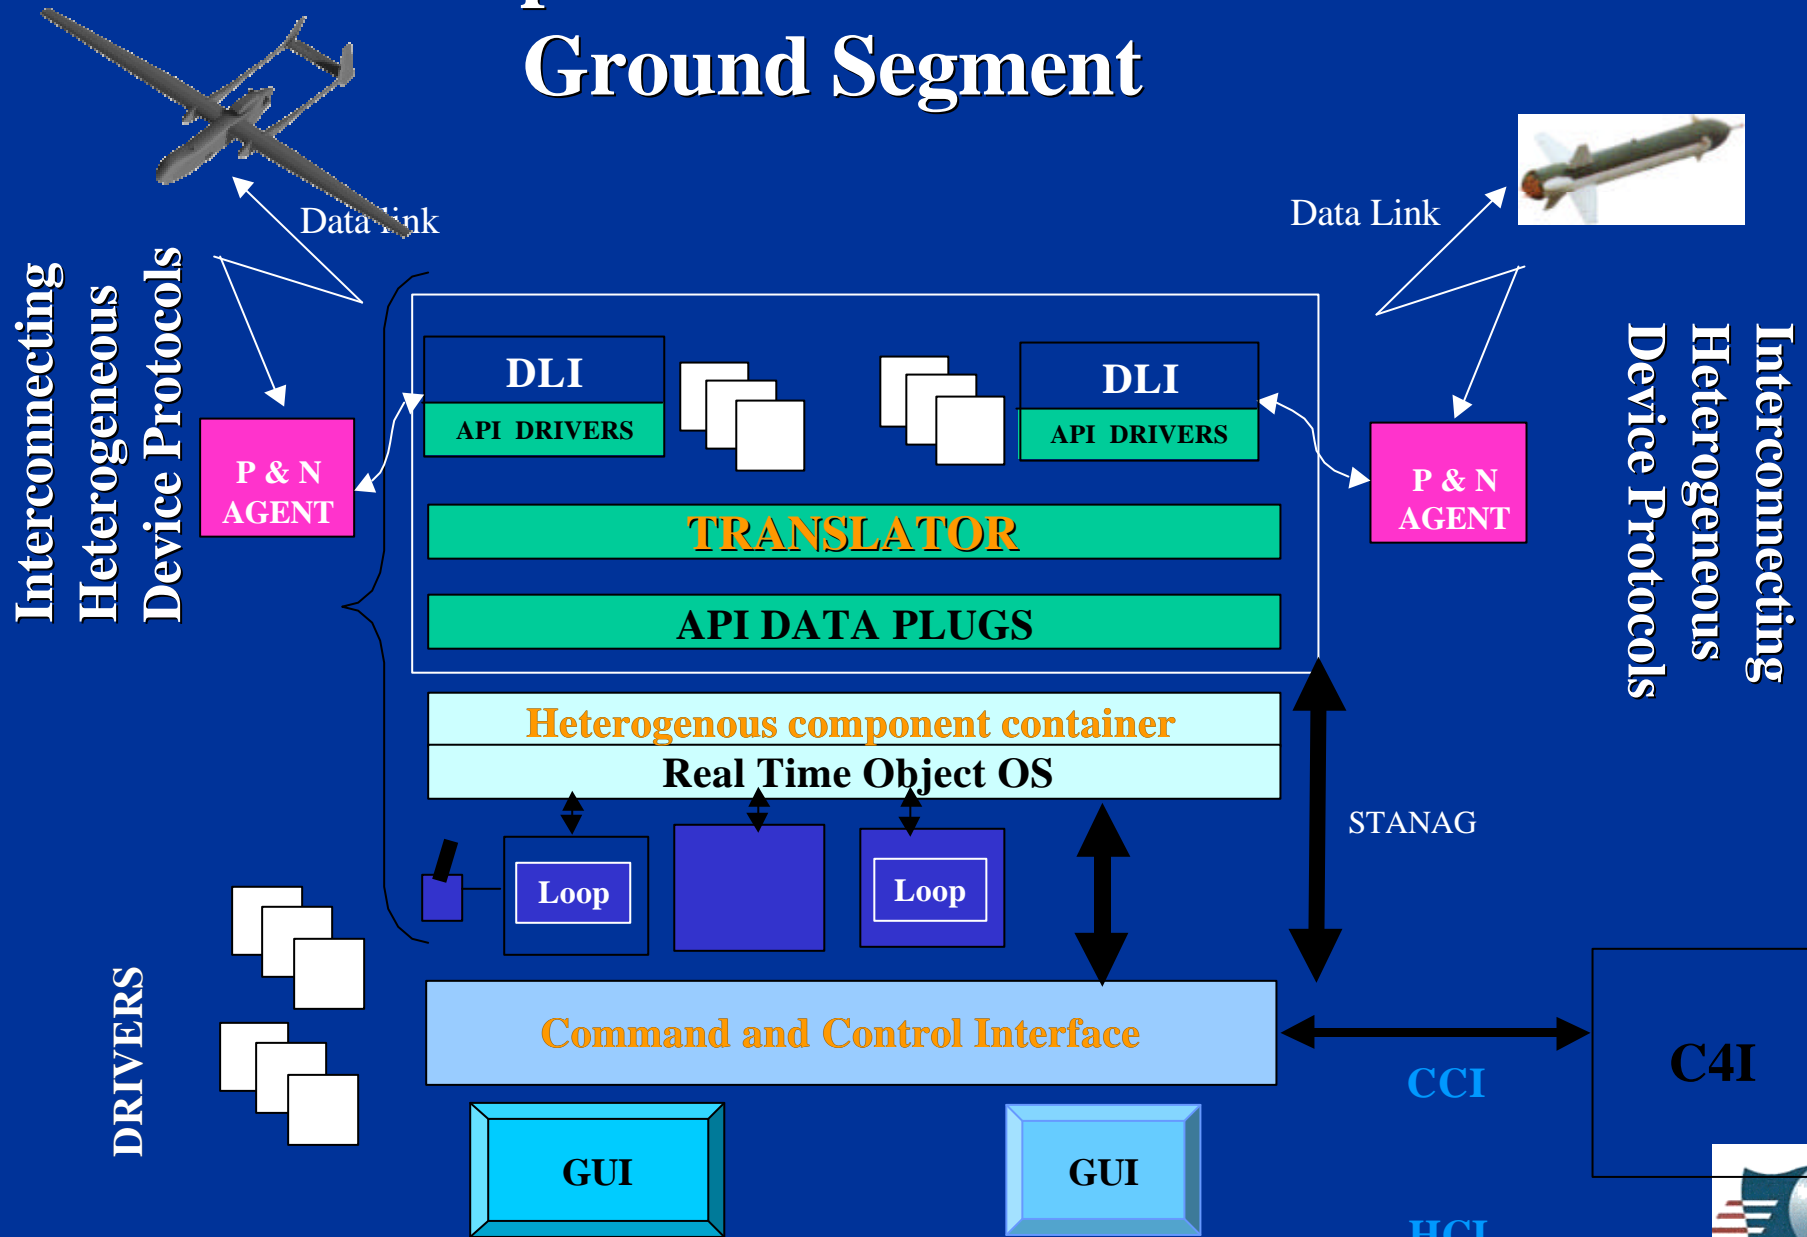 Ground Segment
Data link
Data Link
Interconnecting
Heterogeneous
Device Protocols
Interconnecting
Heterogeneous
Device Protocols
DLI
API DRIVERS
DLI
API DRIVERS
P & N
AGENT
P & N
AGENT
TRANSLATOR
API DATA PLUGS
Heterogenous component container
Real Time Object OS
STANAG
Loop
Loop
DRIVERS
Command and Control Interface
CCI
C4I
GUI
GUI
HCI